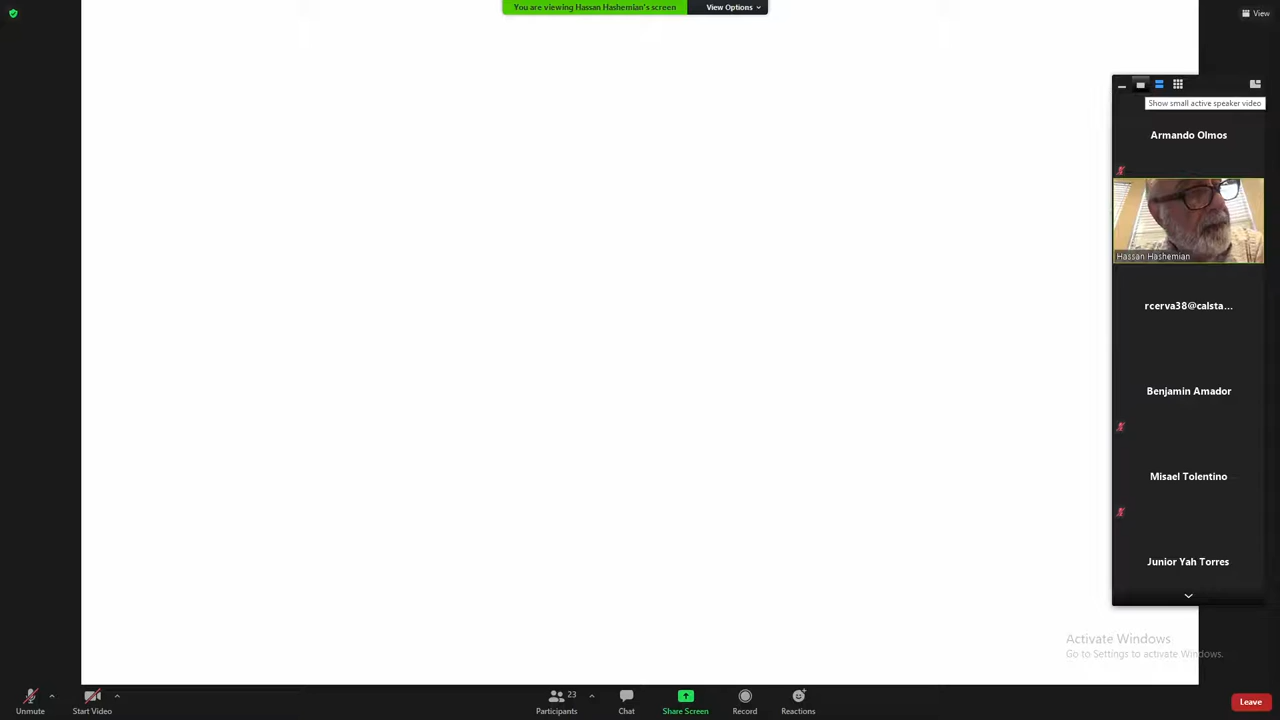 You are viewing Hassan Hashemian's screen
View Options
View
Show small active speaker video
Armando Olmos
Hassan Hashemian
rcerva38@calsta...
Benjamin Amador
Misael Tolentino
Junior Yah Torres
Activate Windows
Go to Settings to activate Windows.
Unmute
Start Video
23
Participants
Chat
Share Screen
Record
Reactions
Leave